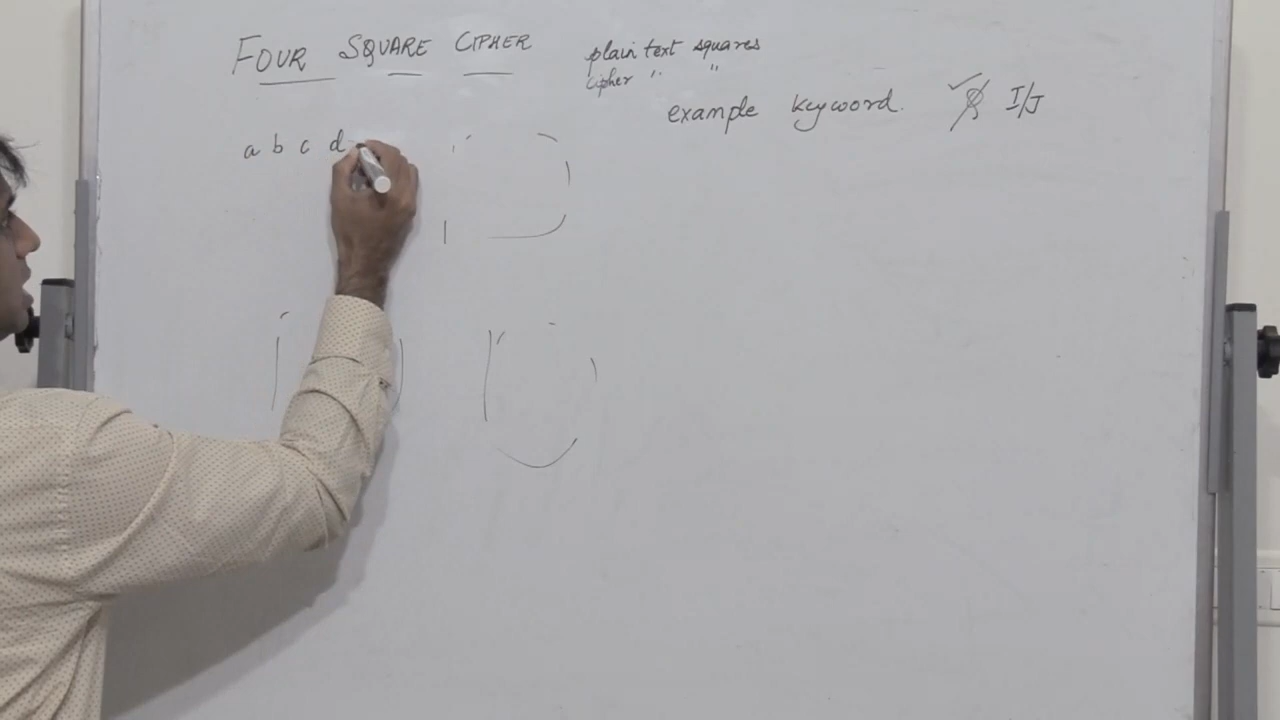 FOUR SQUARE CIPHER
plain text squares
cipher " "
example keyword. ✓ Q I/J
a b c d